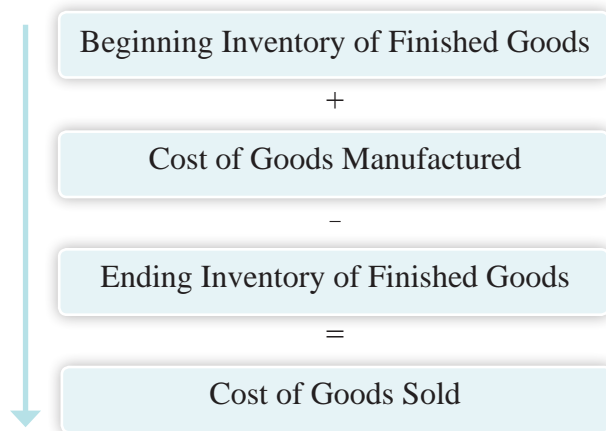 Beginning Inventory of Finished Goods
+
Cost of Goods Manufactured
-
Ending Inventory of Finished Goods
=
Cost of Goods Sold